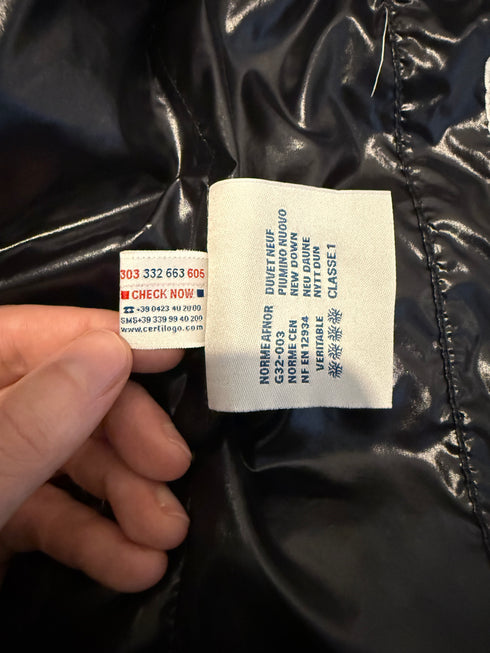 303 332 663 605
CHECK NOW
+39 0423 40 20 00
SMS+39 339 99 40 200
www.certilogo.com
NORME AFNOR
G32-003
NORME CEN
NF EN 12934
VERITABLE
DUVET NEUF
PIUMINO NUOVO
NEW DOWN
NEU DAUNE
NYTT DUN
CLASSE 1